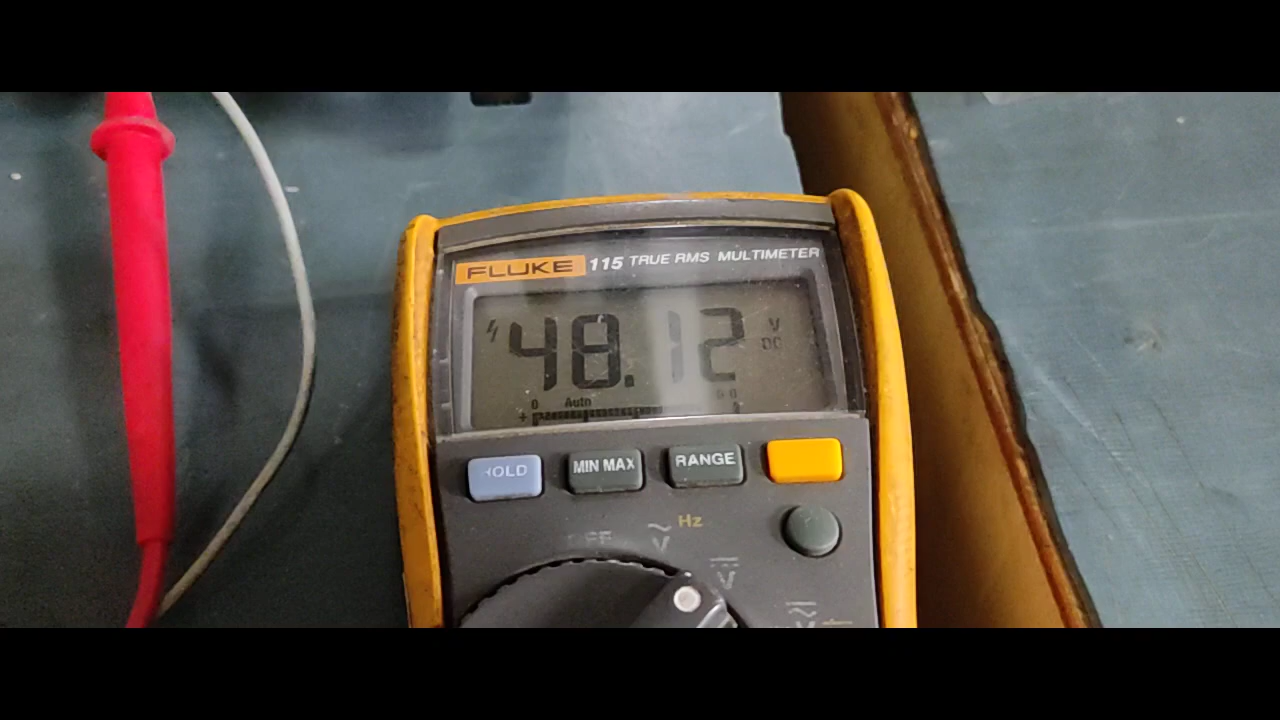 FLUKE 115 TRUE RMS MULTIMETER
48.12 V
DC
0 Auto
+
HOLD MIN MAX RANGE
Hz
V
V
V